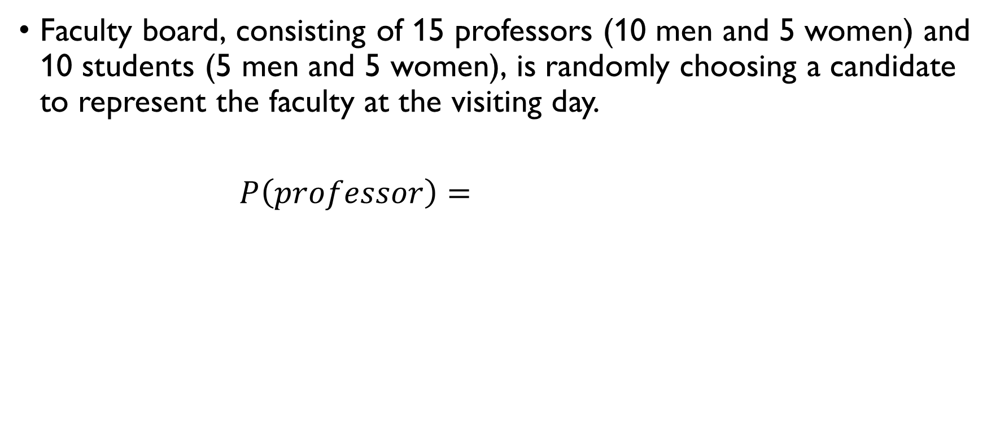 • Faculty board, consisting of 15 professors (10 men and 5 women) and
10 students (5 men and 5 women), is randomly choosing a candidate
to represent the faculty at the visiting day.
P(professor) =